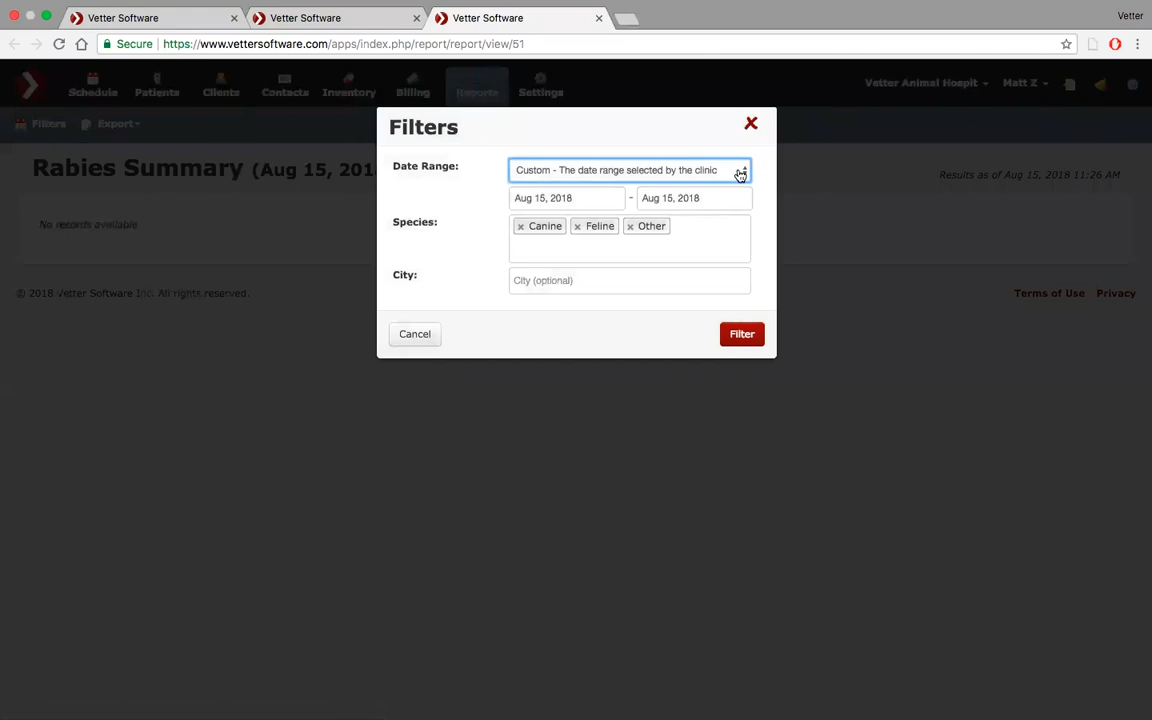 Vetter Software
Vetter Software
Vetter Software
Vetter
Secure
https://www.vettersoftware.com/apps/index.php/report/report/view/51
Schedule
Patients
Clients
Contacts
Inventory
Billing
Reports
Settings
Vetter Animal Hospit
Matt Z
Filters
Export
Rabies Summary (Aug 15, 201
Results as of Aug 15, 2018 11:26 AM
No records available
© 2018 Vetter Software Inc. All rights reserved.
Terms of Use
Privacy
Filters
Date Range:
Custom - The date range selected by the clinic
Aug 15, 2018 - Aug 15, 2018
Species:
Canine
Feline
Other
City:
City (optional)
Cancel
Filter